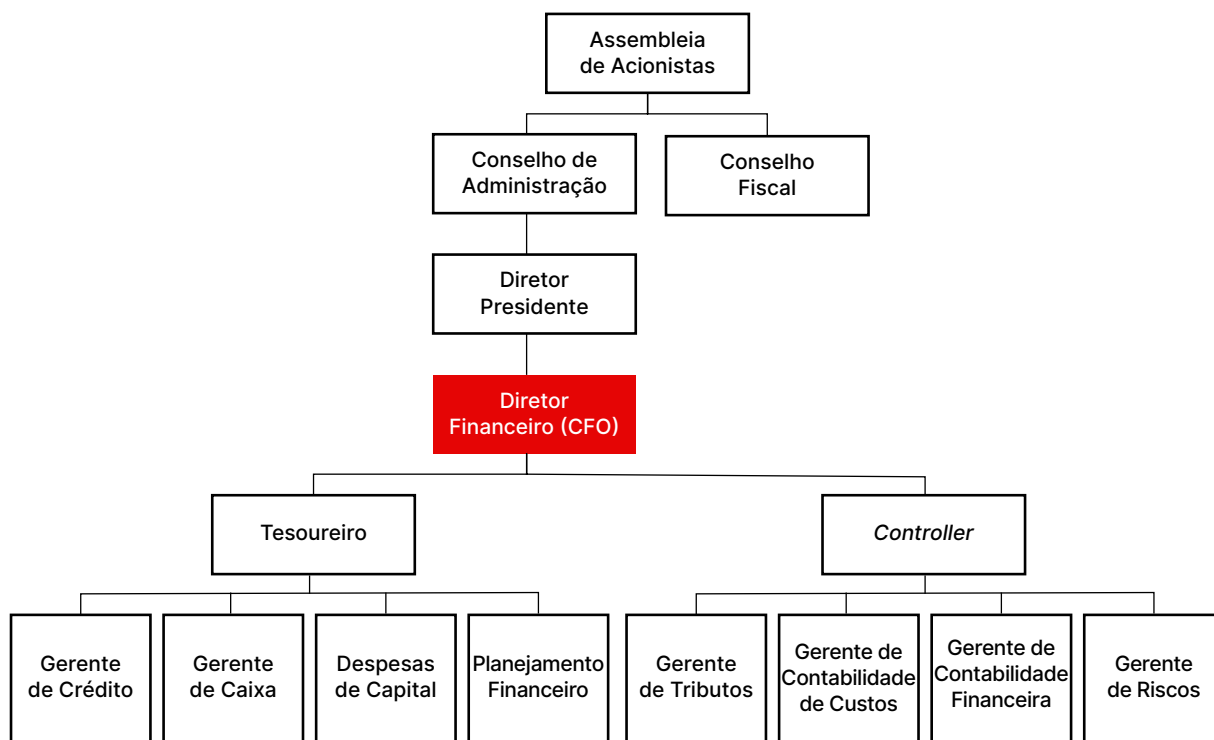 Assembleia
de Acionistas
Conselho de
Administração
Conselho
Fiscal
Diretor
Presidente
Diretor
Financeiro (CFO)
Tesoureiro
Controller
Gerente
de Crédito
Gerente
de Caixa
Despesas
de Capital
Planejamento
Financeiro
Gerente
de Tributos
Gerente de
Contabilidade
de Custos
Gerente de
Contabilidade
Financeira
Gerente
de Riscos